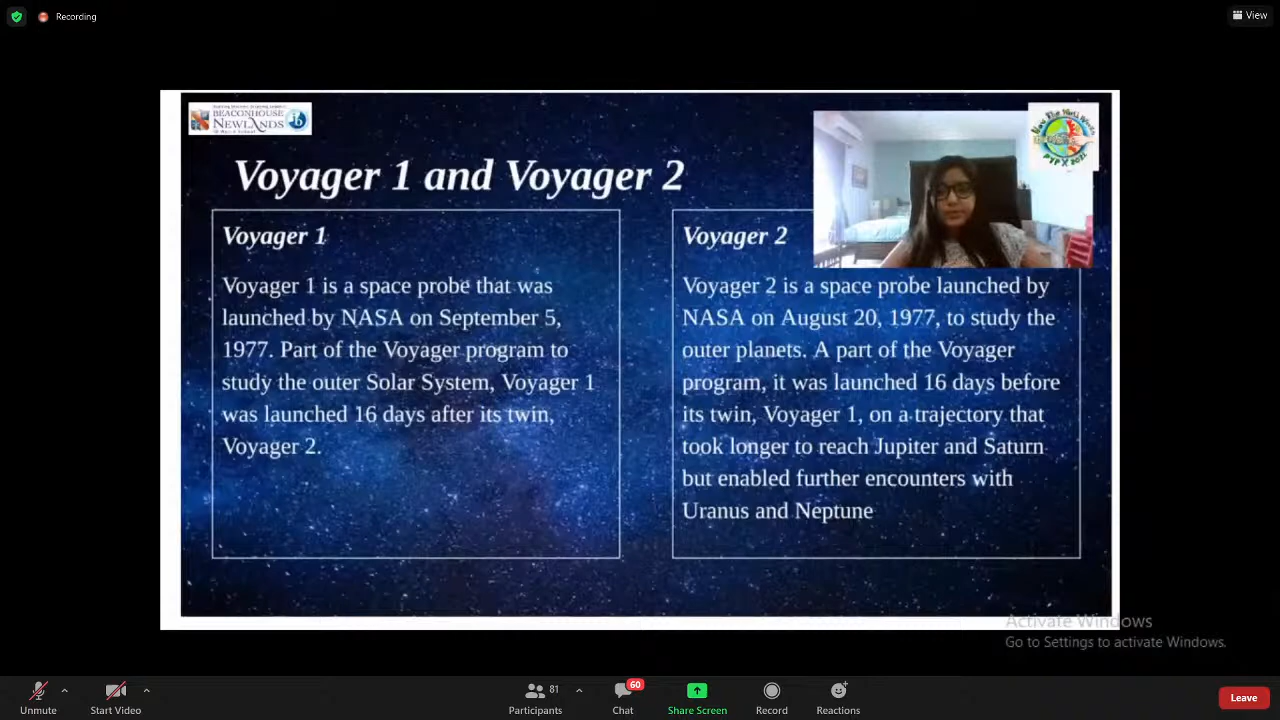 Recording
View
BEACONHOUSE
NEWLANDS
PYPX 2022
Voyager 1 and Voyager 2
Voyager 1
Voyager 1 is a space probe that was
launched by NASA on September 5,
1977. Part of the Voyager program to
study the outer Solar System, Voyager 1
was launched 16 days after its twin,
Voyager 2.
Voyager 2
Voyager 2 is a space probe launched by
NASA on August 20, 1977, to study the
outer planets. A part of the Voyager
program, it was launched 16 days before
its twin, Voyager 1, on a trajectory that
took longer to reach Jupiter and Saturn
but enabled further encounters with
Uranus and Neptune
Activate Windows
Go to Settings to activate Windows.
Unmute
Start Video
81
Participants
60
Chat
Share Screen
Record
Reactions
Leave